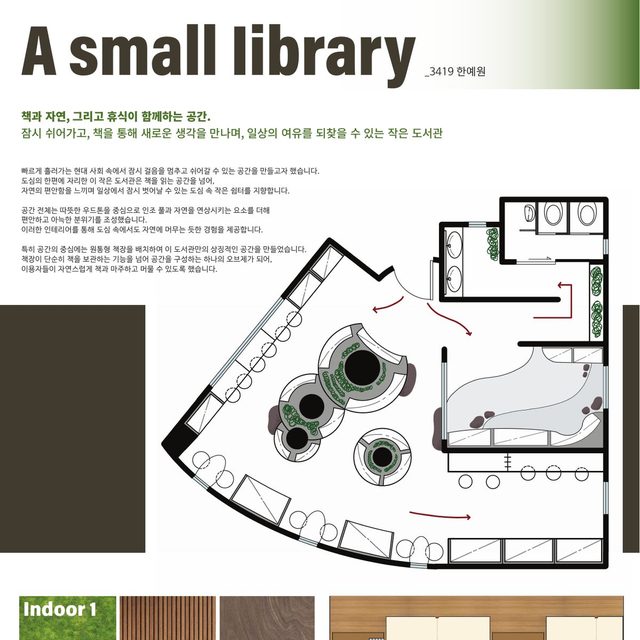 A small library
_3419 한예원
책과 자연, 그리고 휴식이 함께하는 공간.
잠시 쉬어가고, 책을 통해 새로운 생각을 만나며, 일상의 여유를 되찾을 수 있는 작은 도서관
빠르게 흘러가는 현대 사회 속에서 잠시 걸음을 멈추고 쉬어갈 수 있는 공간을 만들고자 했습니다.
도심의 한편에 자리한 이 작은 도서관은 책을 읽는 공간을 넘어,
자연의 편안함을 느끼며 일상에서 잠시 벗어날 수 있는 도심 속 작은 쉼터를 지향합니다.
공간 전체는 따뜻한 우드톤을 중심으로 인조 풀과 자연을 연상시키는 요소를 더해
편안하고 아늑한 분위기를 조성했습니다.
이러한 인테리어를 통해 도심 속에서도 자연에 머무는 듯한 경험을 제공합니다.
특히 공간의 중심에는 원통형 책장을 배치하여 이 도서관만의 상징적인 공간을 만들었습니다.
책장이 단순히 책을 보관하는 기능을 넘어 공간을 구성하는 하나의 오브제가 되어,
이용자들이 자연스럽게 책과 마주하고 머물 수 있도록 했습니다.
Indoor 1